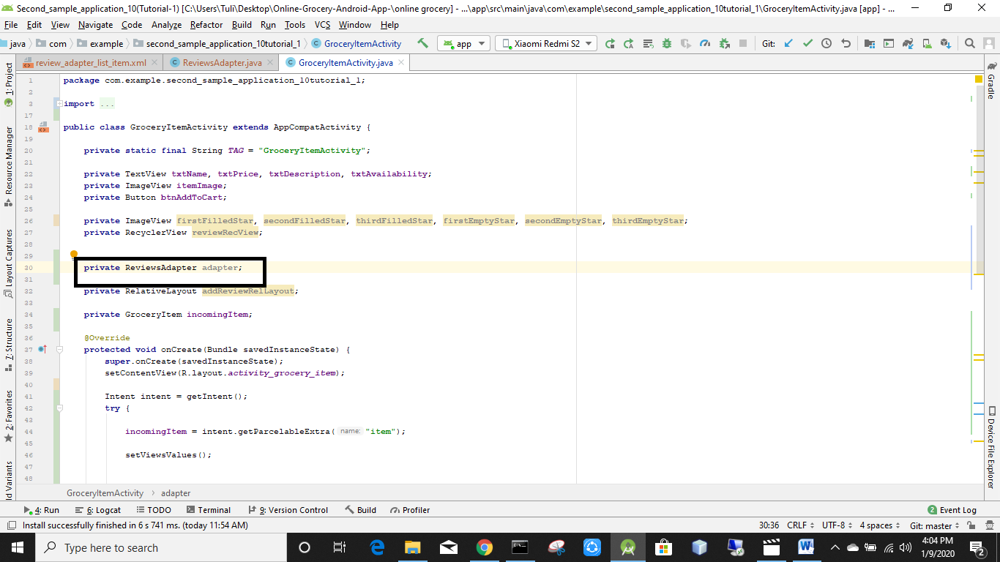 Second_sample_application_10(Tutorial-1) [C:\Users\Tuli\Desktop\Online-Grocery-Android-App-\online grocery] - ...\app\src\main\java\com\example\second_sample_application_10tutorial_1\GroceryItemActivity.java [app] - ...
File Edit View Navigate Code Analyze Refactor Build Run Tools VCS Window Help
java com example second_sample_application_10tutorial_1 GroceryItemActivity app Xiaomi Redmi S2 Git:
review_adapter_list_item.xml ReviewsAdapter.java GroceryItemActivity.java
1: Project
Resource Manager
Layout Captures
7: Structure
2: Favorites
ld Variants
Gradle
Device File Explorer
1 package com.example.second_sample_application_10tutorial_1;
2
3 import ...
17
18 public class GroceryItemActivity extends AppCompatActivity {
19
20 private static final String TAG = "GroceryItemActivity";
21
22 private TextView txtName, txtPrice, txtDescription, txtAvailability;
23 private ImageView itemImage;
24 private Button btnAddToCart;
25
26 private ImageView firstFilledStar, secondFilledStar, thirdFilledStar, firstEmptyStar, secondEmptyStar, thirdEmptyStar;
27 private RecyclerView reviewRecView;
28
29
30 private ReviewsAdapter adapter;
31
32 private RelativeLayout addReviewRelLayout;
33
34 private GroceryItem incomingItem;
35
36 @Override
37 protected void onCreate(Bundle savedInstanceState) {
38 super.onCreate(savedInstanceState);
39 setContentView(R.layout.activity_grocery_item);
40
41 Intent intent = getIntent();
42 try {
43
44 incomingItem = intent.getParcelableExtra( name: "item");
45
46 setViewsValues();
47
48
GroceryItemActivity › adapter
4: Run 6: Logcat TODO Terminal 9: Version Control Build Profiler 2 Event Log
Install successfully finished in 6 s 741 ms. (today 11:54 AM) 30:36 CRLF UTF-8 4 spaces Git: master
Type here to search
4:04 PM
1/9/2020
2